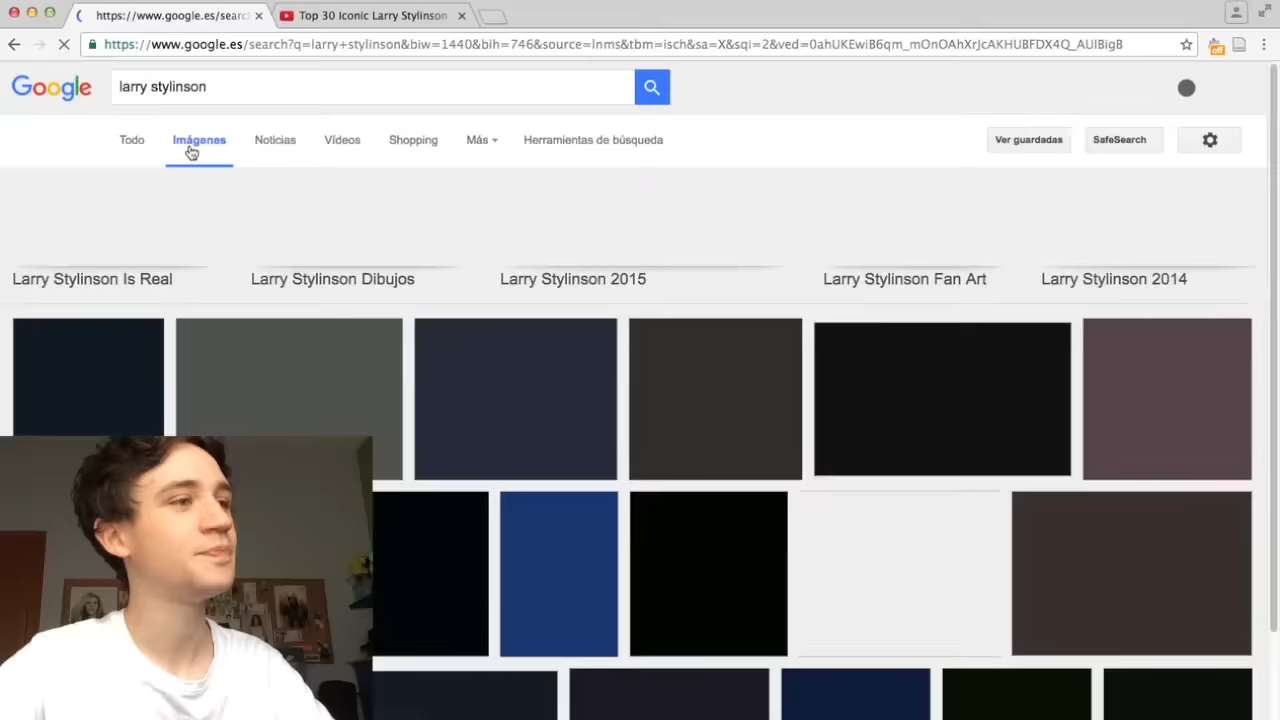 https://www.google.es/searc
Top 30 Iconic Larry Stylinson
https://www.google.es/search?q=larry+stylinson&biw=1440&bih=746&source=lnms&tbm=isch&sa=X&sqi=2&ved=0ahUKEwiB6qm_mOnOAhXrJcAKHUBFDX4Q_AUIBigB
off
Google
larry stylinson
Todo Imágenes Noticias Vídeos Shopping Más Herramientas de búsqueda Ver guardadas SafeSearch
Larry Stylinson Is Real Larry Stylinson Dibujos Larry Stylinson 2015 Larry Stylinson Fan Art Larry Stylinson 2014